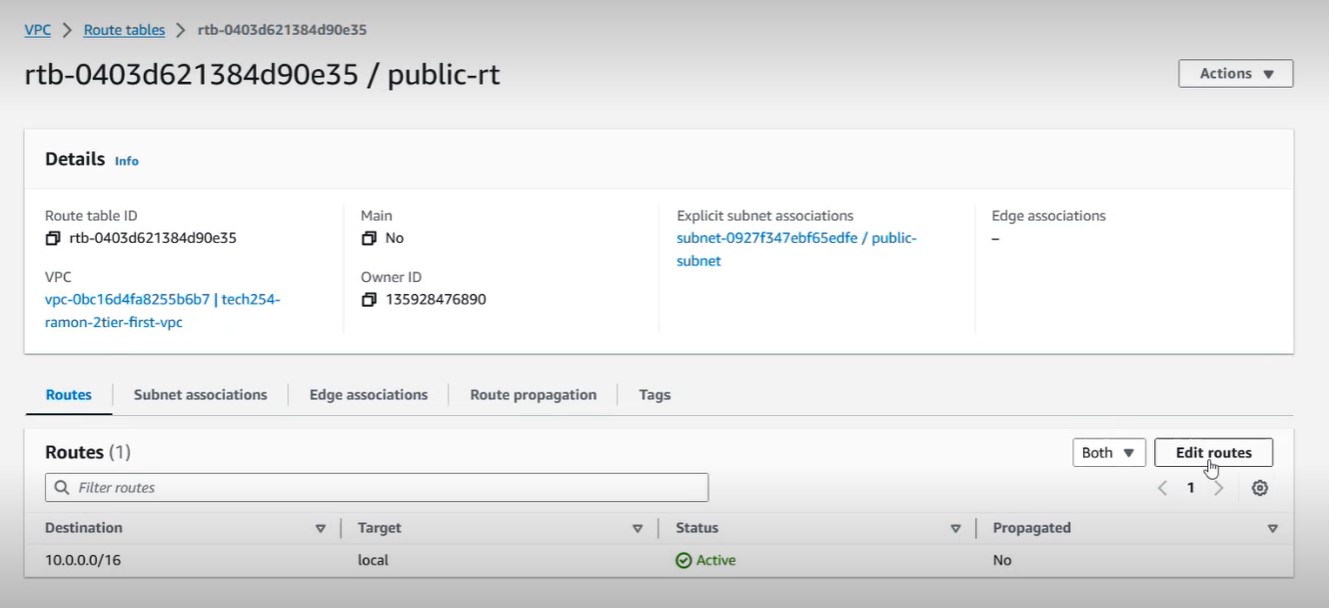 VPC > Route tables > rtb-0403d621384d90e35
rtb-0403d621384d90e35 / public-rt
Actions
Details Info
Route table ID
rtb-0403d621384d90e35
Main
No
Explicit subnet associations
subnet-0927f347ebf65edfe / public-
subnet
Edge associations
–
VPC
vpc-0bc16d4fa8255b6b7 | tech254-
ramon-2tier-first-vpc
Owner ID
135928476890
Routes
Subnet associations
Edge associations
Route propagation
Tags
Routes (1)
Both
Edit routes
Filter routes
1
Destination Target Status Propagated
10.0.0.0/16 local Active No